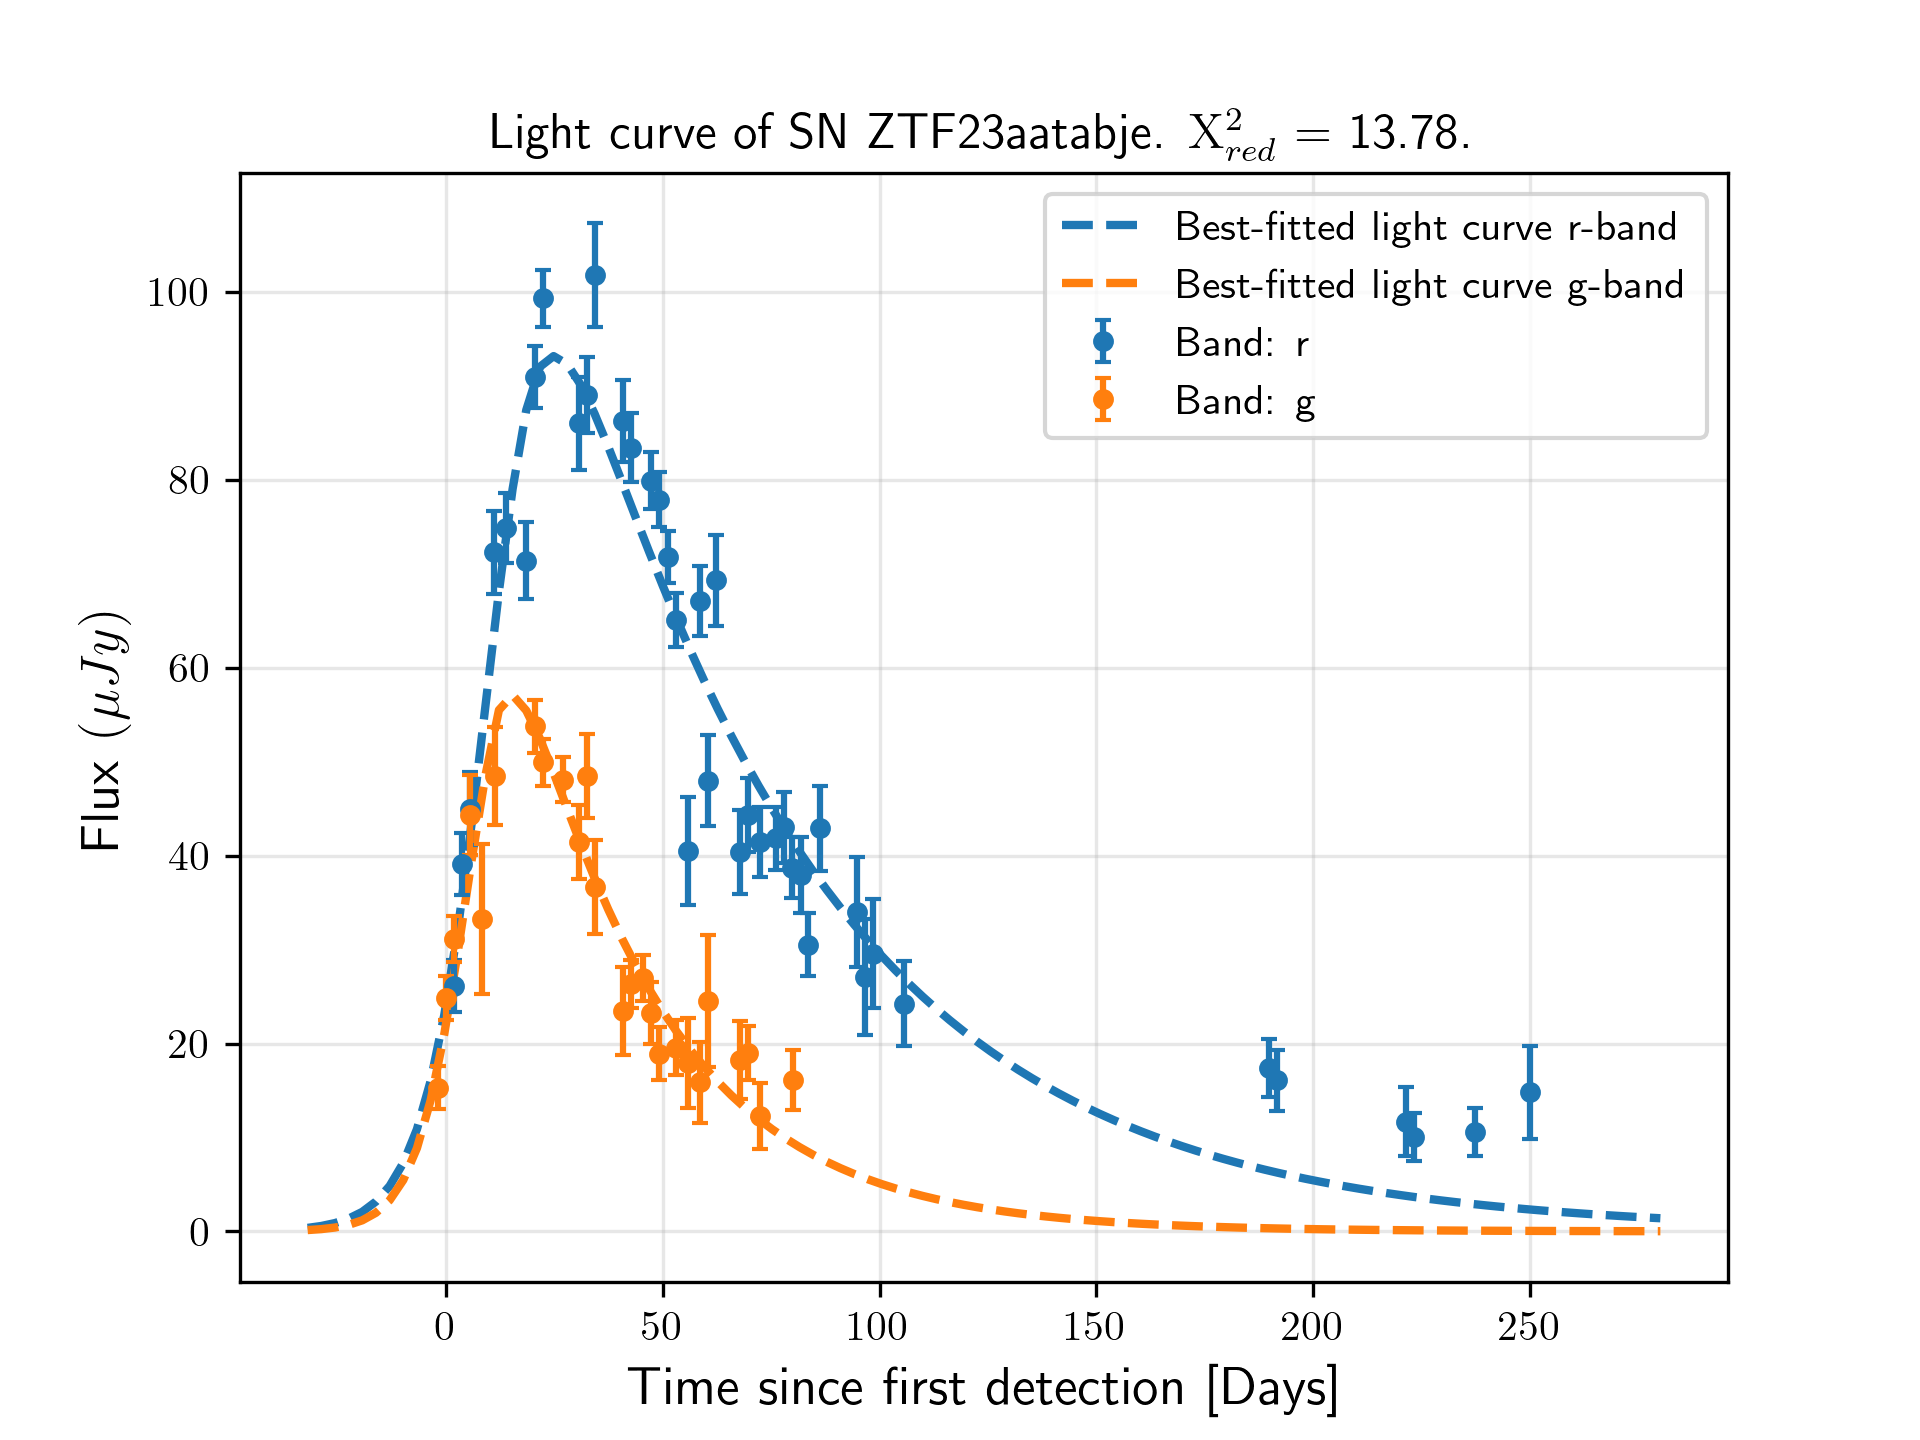 Light curve of SN ZTF23aatabje. X²_red = 13.78.
Best-fitted light curve r-band
Best-fitted light curve g-band
Band: r
Band: g
100
80
60
40
20
0
Flux (μJy)
0 50 100 150 200 250
Time since first detection [Days]